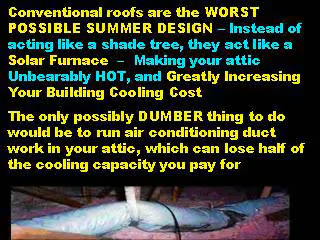 Conventional roofs are the WORST
POSSIBLE SUMMER DESIGN – Instead of
acting like a shade tree, they act like a
Solar Furnace – Making your attic
Unbearably HOT, and Greatly Increasing
Your Building Cooling Cost
The only possibly DUMBER thing to do
would be to run air conditioning duct
work in your attic, which can lose half of
the cooling capacity you pay for